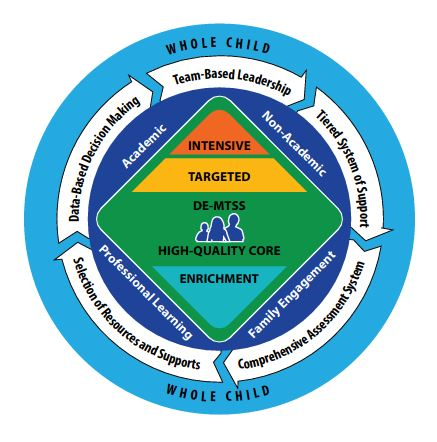 WHOLE CHILD
Team-Based Leadership
Data-Based Decision Making
Tiered System of Support
Academic
Non-Academic
INTENSIVE
TARGETED
DE-MTSS
HIGH-QUALITY CORE
ENRICHMENT
Professional Learning
Family Engagement
Selection of Resources and Supports
Comprehensive Assessment System
WHOLE CHILD